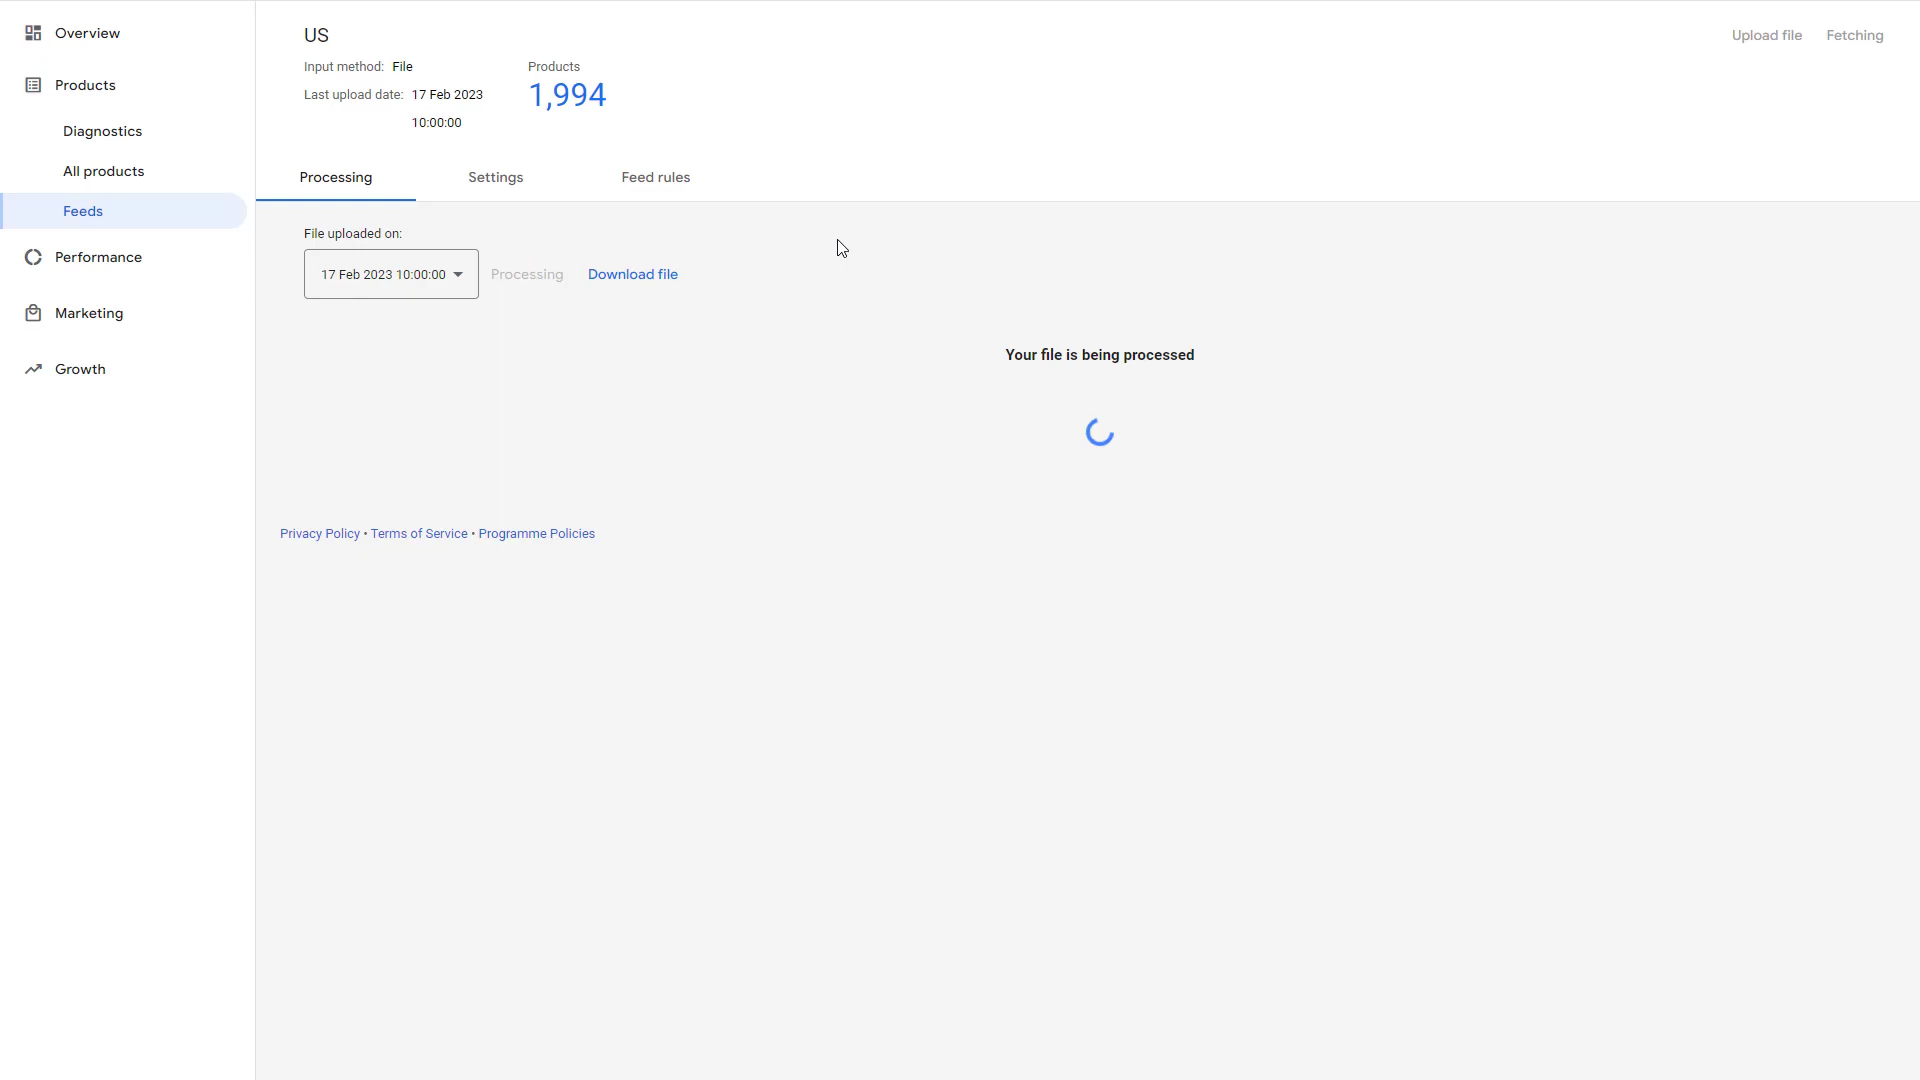 Overview
Products
Diagnostics
All products
Feeds
Performance
Marketing
Growth
US
Upload file
Fetching
Input method: File
Last upload date: 17 Feb 2023
10:00:00
Products
1,994
Processing
Settings
Feed rules
File uploaded on:
17 Feb 2023 10:00:00
Processing
Download file
Your file is being processed
Privacy Policy • Terms of Service • Programme Policies